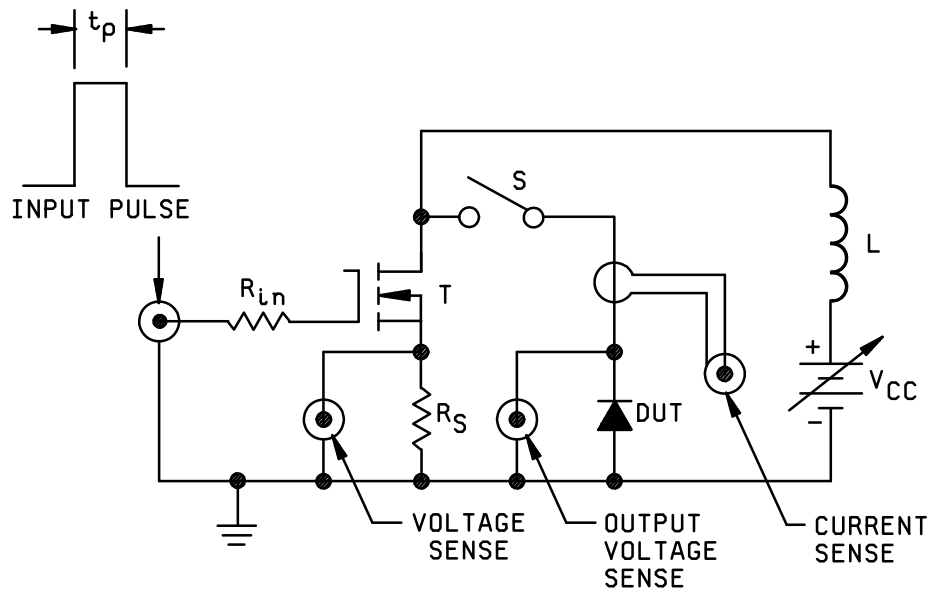 tp
INPUT PULSE
S
L
Rin
T
+
VCC
-
RS
DUT
VOLTAGE
SENSE
OUTPUT
VOLTAGE
SENSE
CURRENT
SENSE